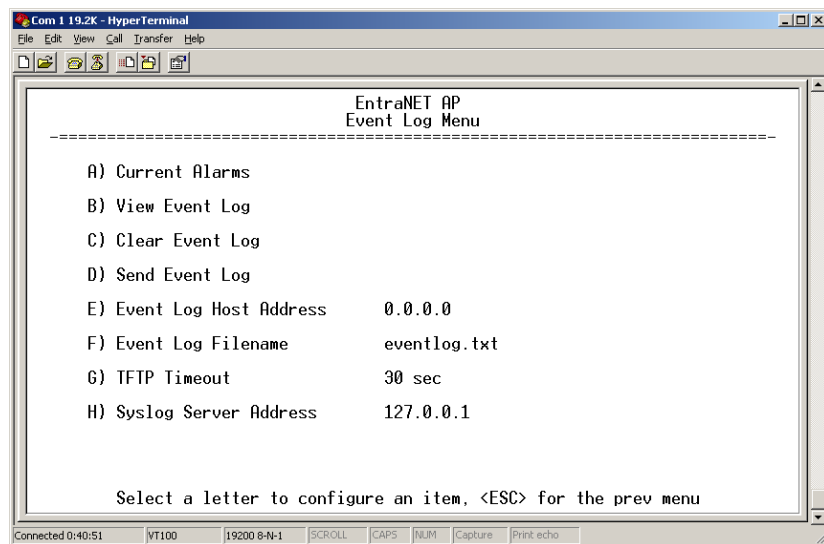 Com 1 19.2K - HyperTerminal
File Edit View Call Transfer Help
EntraNET AP
Event Log Menu
-==========================================================================-
A) Current Alarms
B) View Event Log
C) Clear Event Log
D) Send Event Log
E) Event Log Host Address 0.0.0.0
F) Event Log Filename eventlog.txt
G) TFTP Timeout 30 sec
H) Syslog Server Address 127.0.0.1
Select a letter to configure an item, <ESC> for the prev menu
Connected 0:40:51 VT100 19200 8-N-1 SCROLL CAPS NUM Capture Print echo